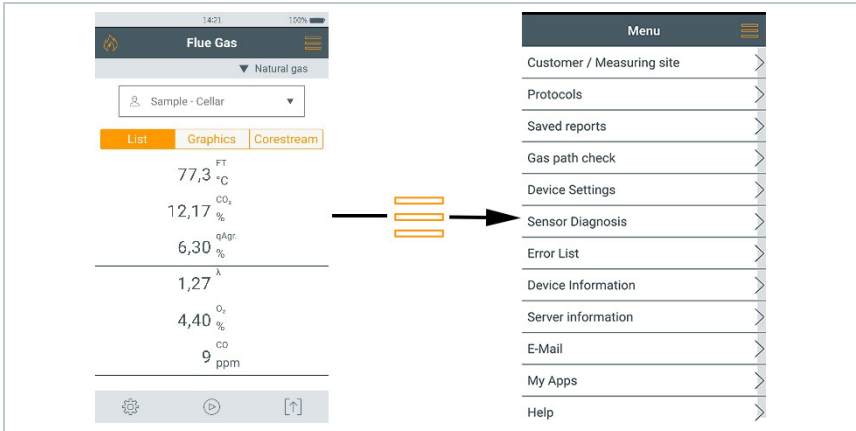 14:21 100%
Flue Gas
▼ Natural gas
Sample - Cellar ▼
List Graphics Corestream
77,3 FT °C
12,17 CO₂ %
6,30 qAgr. %
1,27 λ
4,40 O₂ %
9 CO ppm
Menu
Customer / Measuring site
Protocols
Saved reports
Gas path check
Device Settings
Sensor Diagnosis
Error List
Device Information
Server information
E-Mail
My Apps
Help